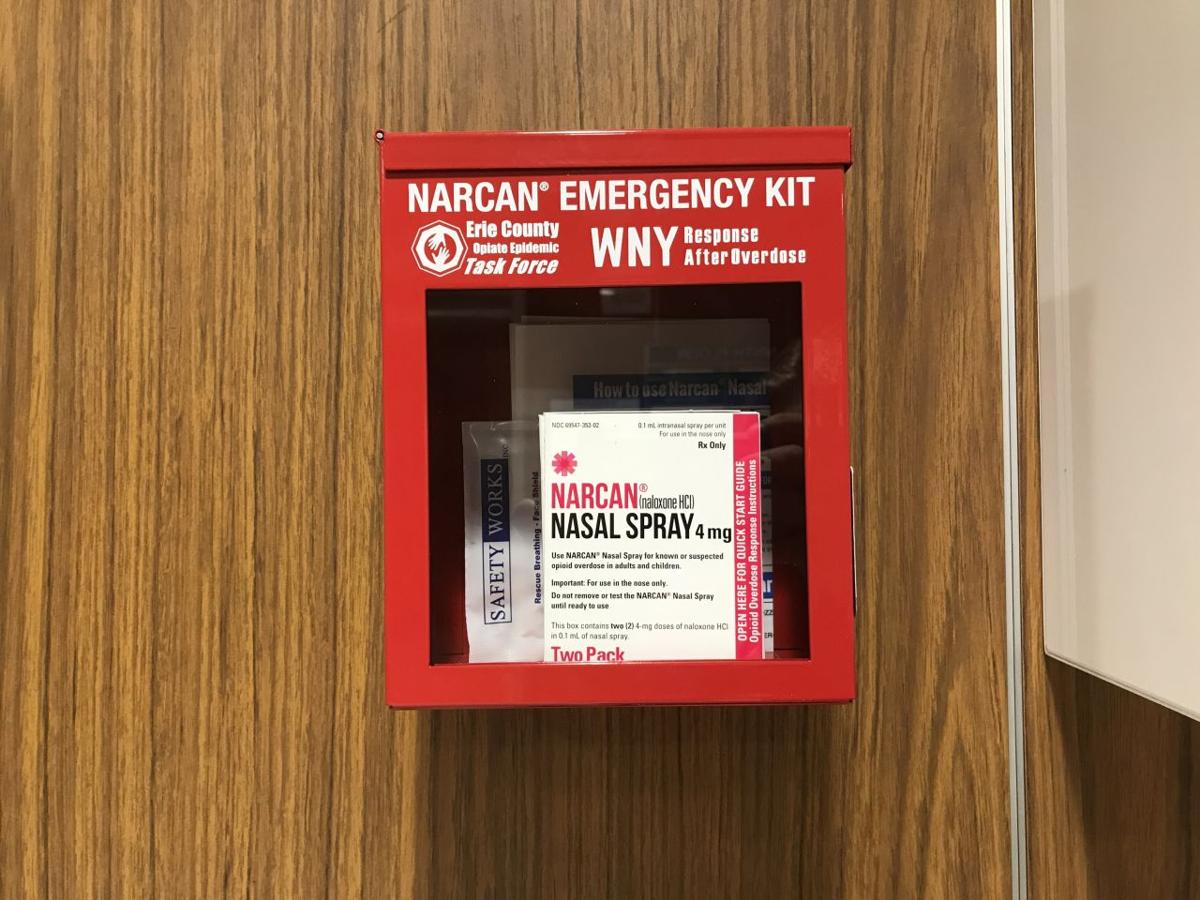 NARCAN® EMERGENCY KIT
Erie County
Opiate Epidemic
Task Force
WNY
Response
AfterOverdose
How to use Narcan® Nasal
SAFETY WORKS INC
Rescue Breathing - Face Shield
NDC 69547-353-02
0.1 mL intranasal spray per unit
For use in the nose only
Rx Only
NARCAN® (naloxone HCl)
NASAL SPRAY 4 mg
Use NARCAN® Nasal Spray for known or suspected
opioid overdose in adults and children.
Important: For use in the nose only.
Do not remove or test the NARCAN® Nasal Spray
until ready to use
This box contains two (2) 4-mg doses of naloxone HCl
in 0.1 mL of nasal spray.
Two Pack
OPEN HERE FOR QUICK START GUIDE
Opioid Overdose Response Instructions